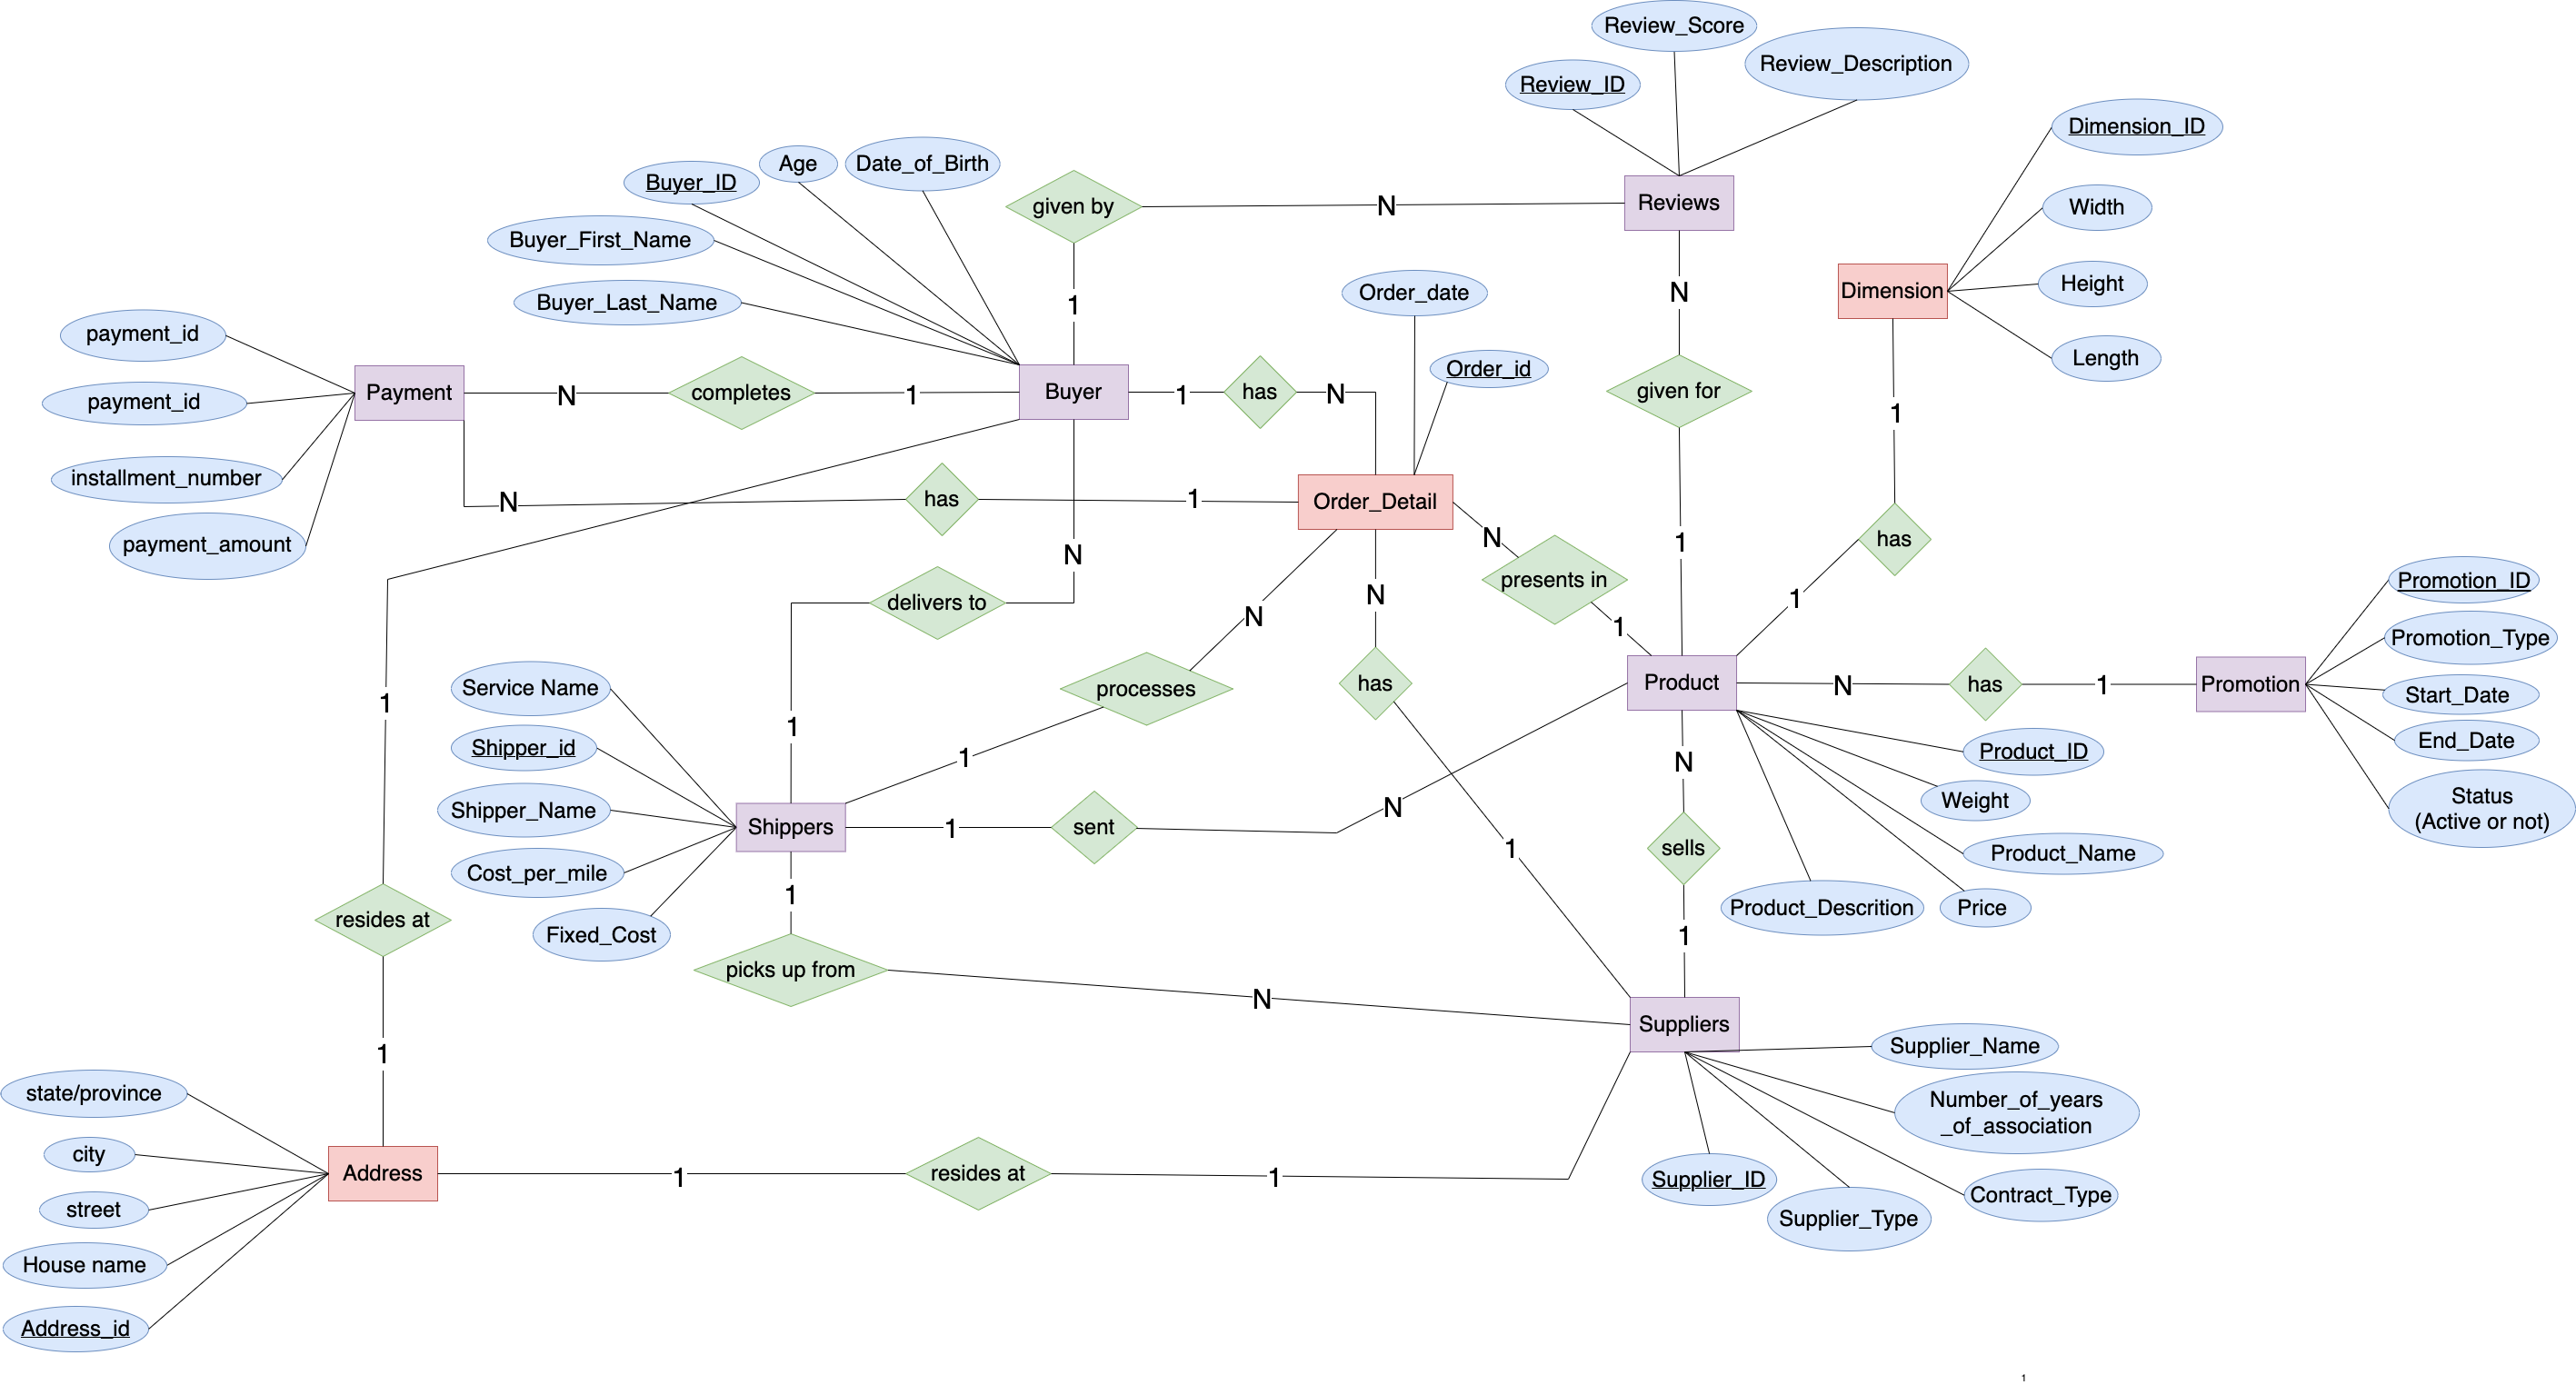 Review_Score
Review_Description
Review_ID
Dimension_ID
Width
Height
Length
Dimension
Reviews
given by
N
1
N
given for
1
1
has
1
Buyer_ID
Age
Date_of_Birth
Buyer_First_Name
Buyer_Last_Name
payment_id
payment_id
installment_number
payment_amount
Payment
N
completes
1
Buyer
1
has
N
Order_date
Order_id
N
has
1
Order_Detail
N
presents in
1
N
delivers to
1
N
processes
1
N
has
1
1
resides at
1
Service Name
Shipper_id
Shipper_Name
Cost_per_mile
Fixed_Cost
Shippers
1
sent
N
1
picks up from
N
Product
N
has
1
Promotion
Promotion_ID
Promotion_Type
Start_Date
End_Date
Status
(Active or not)
Product_ID
Weight
Product_Name
Price
Product_Descrition
N
sells
1
Suppliers
Supplier_Name
Number_of_years
_of_association
Contract_Type
Supplier_Type
Supplier_ID
state/province
city
street
House name
Address_id
Address
1
resides at
1
1